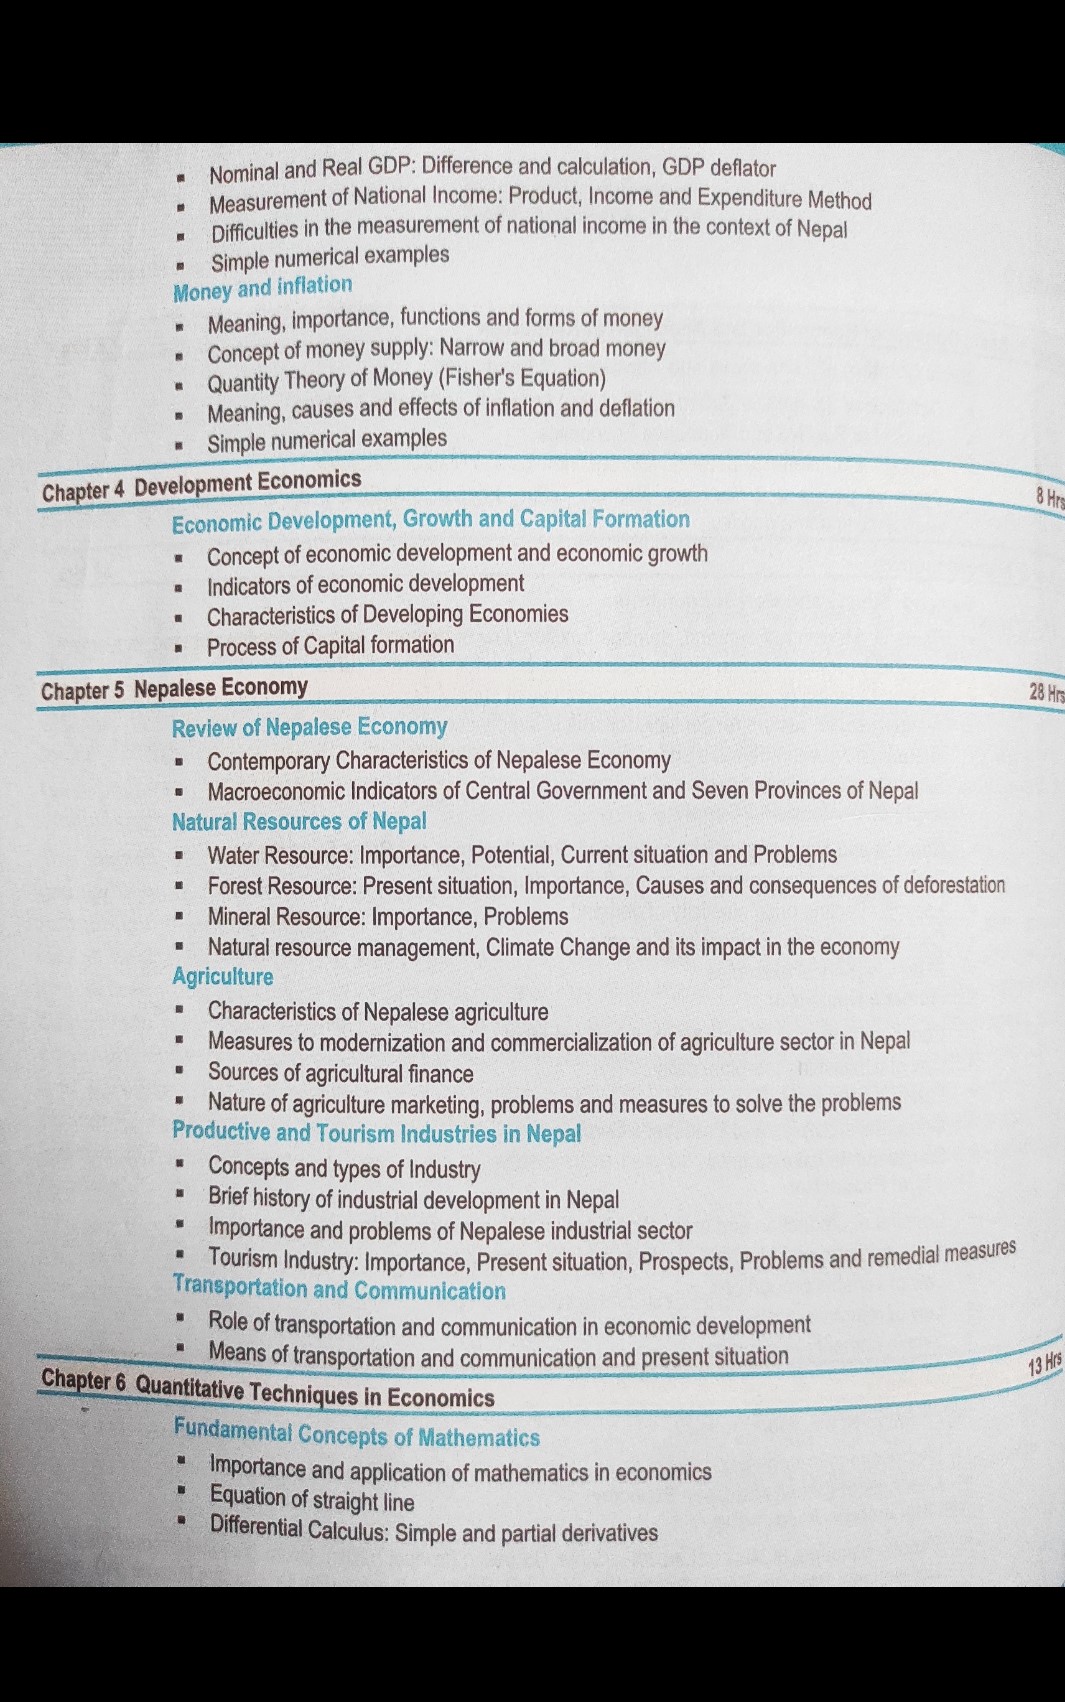 ▪ Nominal and Real GDP: Difference and calculation, GDP deflator
▪ Measurement of National Income: Product, Income and Expenditure Method
▪ Difficulties in the measurement of national income in the context of Nepal
▪ Simple numerical examples
Money and inflation
▪ Meaning, importance, functions and forms of money
▪ Concept of money supply: Narrow and broad money
▪ Quantity Theory of Money (Fisher's Equation)
▪ Meaning, causes and effects of inflation and deflation
▪ Simple numerical examples
Chapter 4 Development Economics 8 Hrs
Economic Development, Growth and Capital Formation
▪ Concept of economic development and economic growth
▪ Indicators of economic development
▪ Characteristics of Developing Economies
▪ Process of Capital formation
Chapter 5 Nepalese Economy 28 Hrs
Review of Nepalese Economy
▪ Contemporary Characteristics of Nepalese Economy
▪ Macroeconomic Indicators of Central Government and Seven Provinces of Nepal
Natural Resources of Nepal
▪ Water Resource: Importance, Potential, Current situation and Problems
▪ Forest Resource: Present situation, Importance, Causes and consequences of deforestation
▪ Mineral Resource: Importance, Problems
▪ Natural resource management, Climate Change and its impact in the economy
Agriculture
▪ Characteristics of Nepalese agriculture
▪ Measures to modernization and commercialization of agriculture sector in Nepal
▪ Sources of agricultural finance
▪ Nature of agriculture marketing, problems and measures to solve the problems
Productive and Tourism Industries in Nepal
▪ Concepts and types of Industry
▪ Brief history of industrial development in Nepal
▪ Importance and problems of Nepalese industrial sector
▪ Tourism Industry: Importance, Present situation, Prospects, Problems and remedial measures
Transportation and Communication
▪ Role of transportation and communication in economic development
▪ Means of transportation and communication and present situation
Chapter 6 Quantitative Techniques in Economics 13 Hrs
Fundamental Concepts of Mathematics
▪ Importance and application of mathematics in economics
▪ Equation of straight line
▪ Differential Calculus: Simple and partial derivatives